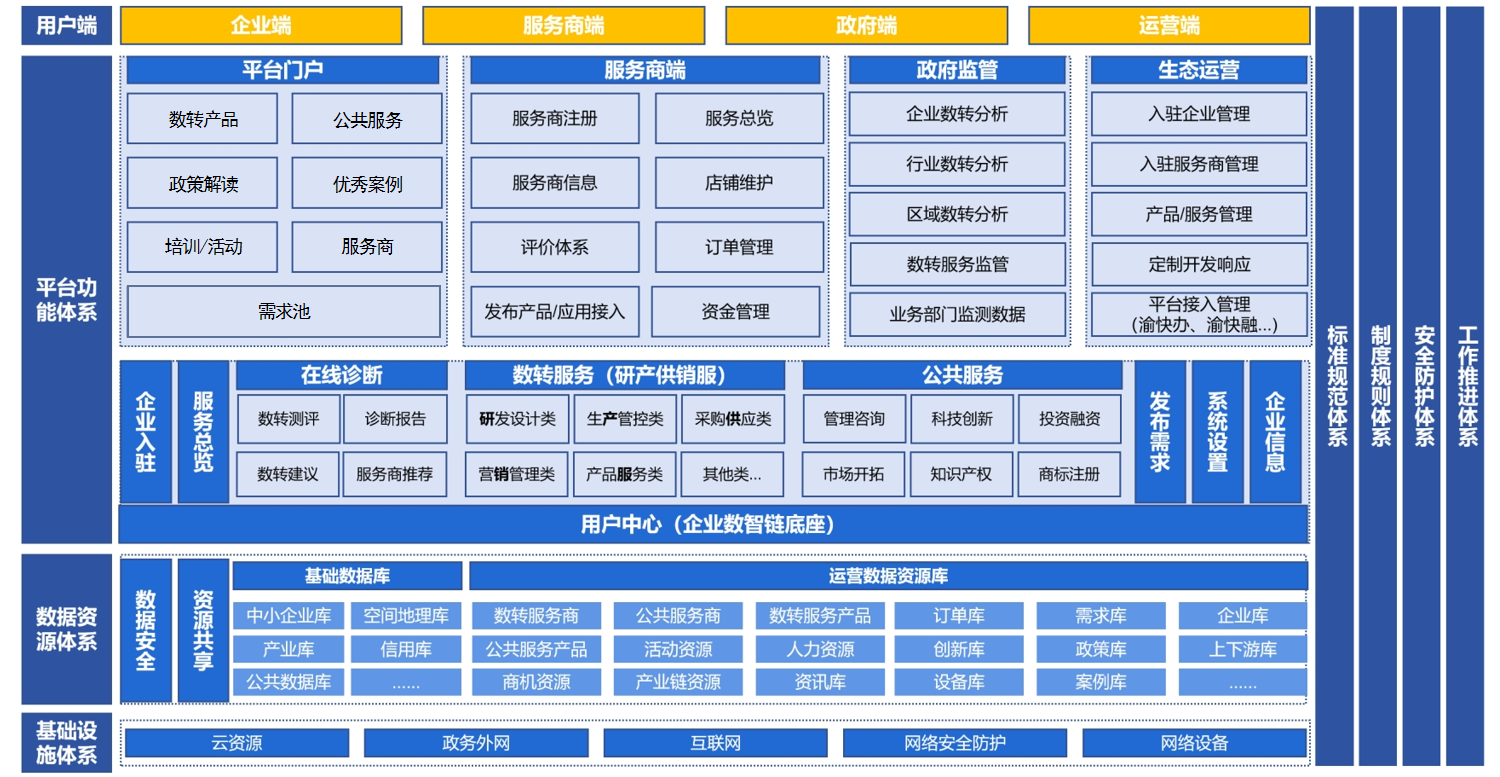 用户端
企业端
服务商端
政府端
运营端
平台功
能体系
平台门户
数转产品
公共服务
政策解读
优秀案例
培训/活动
服务商
需求池
服务商端
服务商注册
服务总览
服务商信息
店铺维护
评价体系
订单管理
发布产品/应用接入
资金管理
政府监管
企业数转分析
行业数转分析
区域数转分析
数转服务监管
业务部门监测数据
生态运营
入驻企业管理
入驻服务商管理
产品/服务管理
定制开发响应
平台接入管理
(渝快办、渝快融...)
企业入驻
服务总览
在线诊断
数转测评
诊断报告
数转建议
服务商推荐
数转服务（研产供销服）
研发设计类
生产管控类
采购供应类
营销管理类
产品服务类
其他类...
公共服务
管理咨询
科技创新
投资融资
市场开拓
知识产权
商标注册
发布需求
系统设置
企业信息
用户中心（企业数智链底座）
数据资
源体系
数据安全
资源共享
基础数据库
中小企业库
空间地理库
产业库
信用库
公共数据库
......
运营数据资源库
数转服务商
公共服务商
数转服务产品
订单库
需求库
企业库
公共服务产品
活动资源
人力资源
创新库
政策库
上下游库
商机资源
产业链资源
资讯库
设备库
案例库
......
基础设
施体系
云资源
政务外网
互联网
网络安全防护
网络设备
标准规范体系
制度规则体系
安全防护体系
工作推进体系